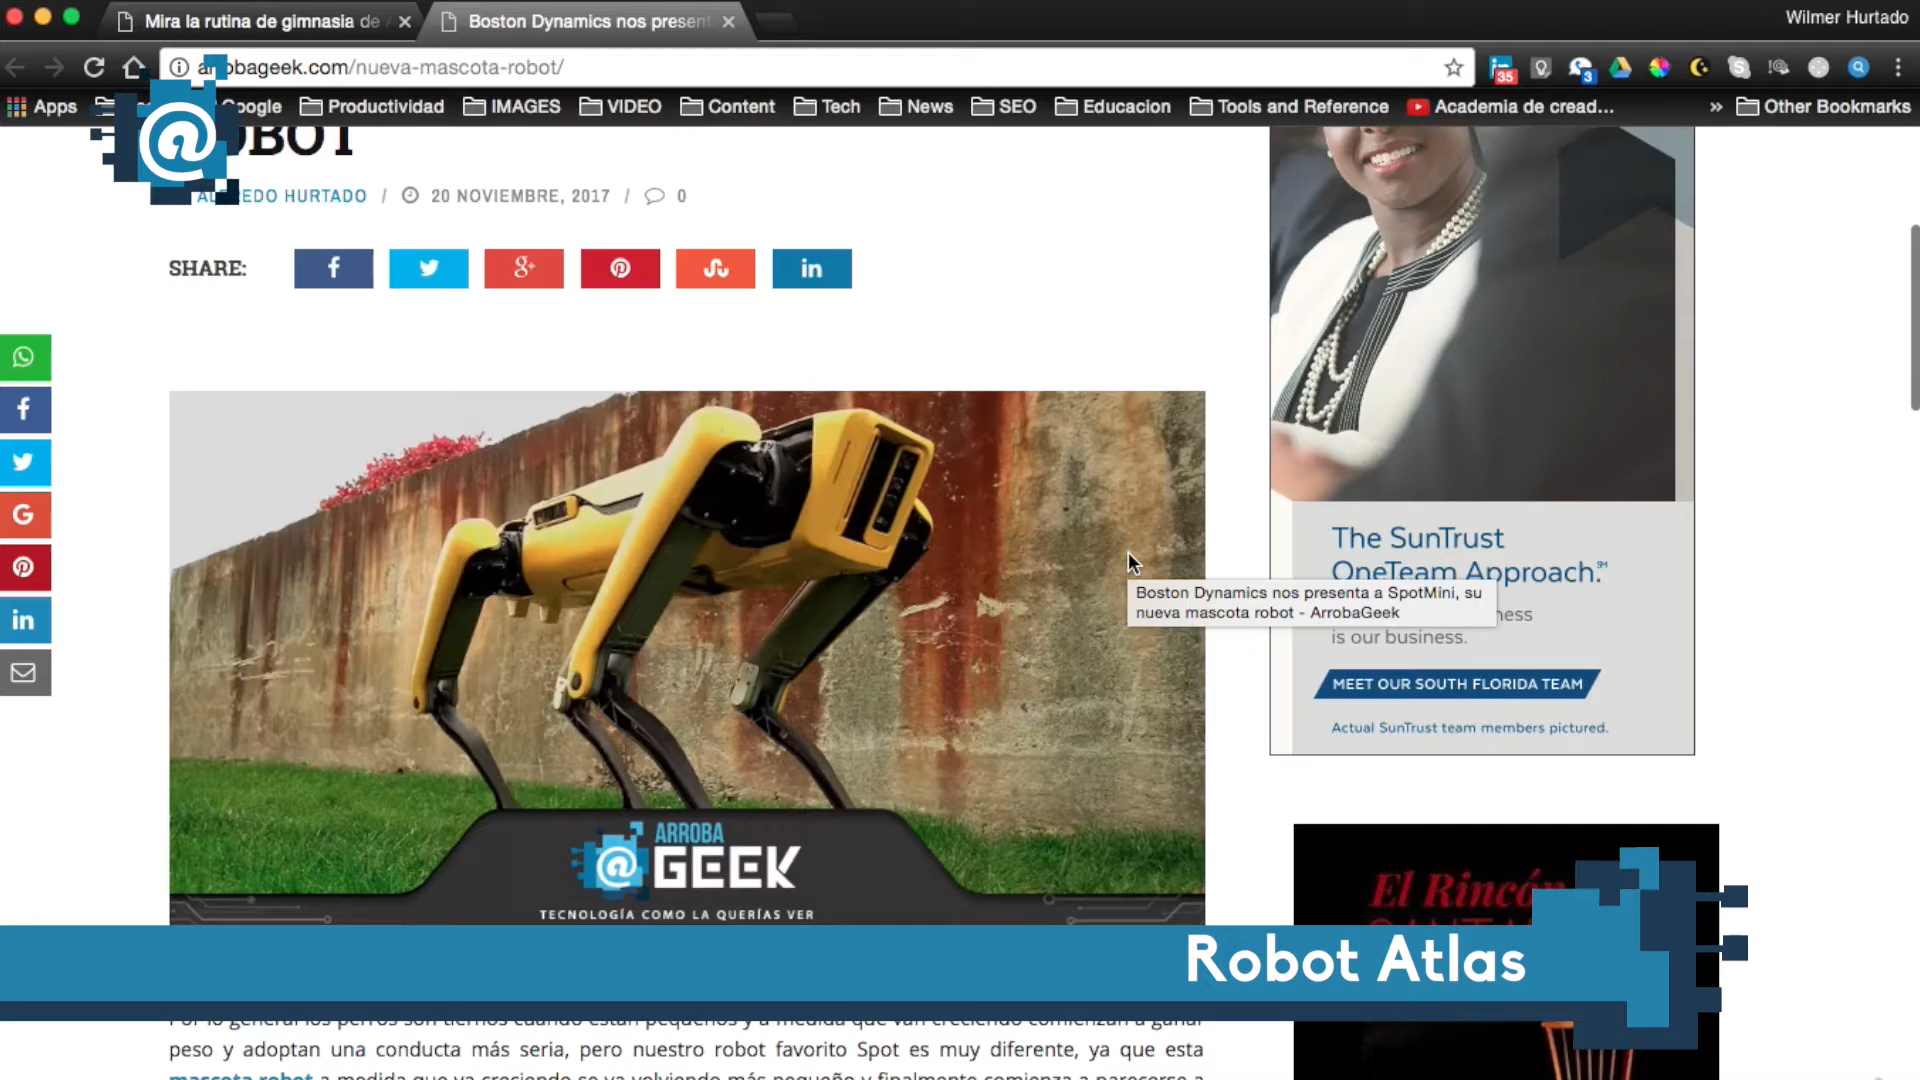 Mira la rutina de gimnasia de
Boston Dynamics nos present
Wilmer Hurtado
arrobageek.com/nueva-mascota-robot/
35
3
Apps
Google
Productividad
IMAGES
VIDEO
Content
Tech
News
SEO
Educacion
Tools and Reference
Academia de cread...
» Other Bookmarks
ROBOT
ALFREDO HURTADO / 20 NOVIEMBRE, 2017 / 0
SHARE:
The SunTrust
OneTeam Approach.℠
Boston Dynamics nos presenta a SpotMini, su
nueva mascota robot - ArrobaGeek
is our business.
MEET OUR SOUTH FLORIDA TEAM
Actual SunTrust team members pictured.
@ ARROBA
GEEK
TECNOLOGÍA COMO LA QUERÍAS VER
El Rincón
Robot Atlas
Por lo general los perros son tiernos cuando están pequeños y a medida que van creciendo comienzan a ganar
peso y adoptan una conducta más seria, pero nuestro robot favorito Spot es muy diferente, ya que esta
mascota robot a medida que va creciendo se va volviendo más pequeño y finalmente comienza a parecerse a